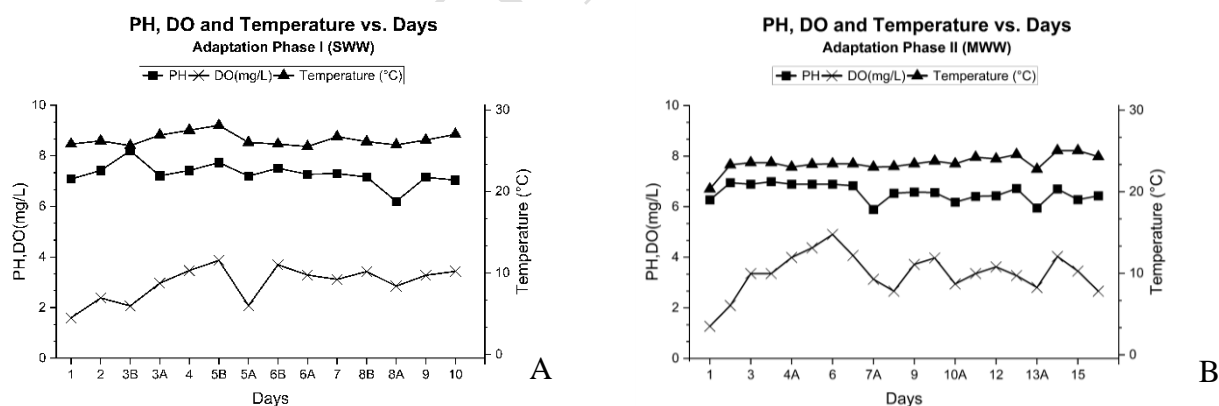 PH, DO and Temperature vs. Days
Adaptation Phase I (SWW)
PH DO(mg/L) Temperature (°C)
10
8
6
4
2
0
PH,DO(mg/L)
30
20
10
0
Temperature (°C)
1 2 3B 3A 4 5B 5A 6B 6A 7 8B 8A 9 10
Days
A
PH, DO and Temperature vs. Days
Adaptation Phase II (MWW)
PH DO(mg/L) Temperature (°C)
10
8
6
4
2
0
PH,DO(mg/L)
30
20
10
0
Temperature (°C)
1 3 4A 6 7A 9 10A 12 13A 15
Days
B